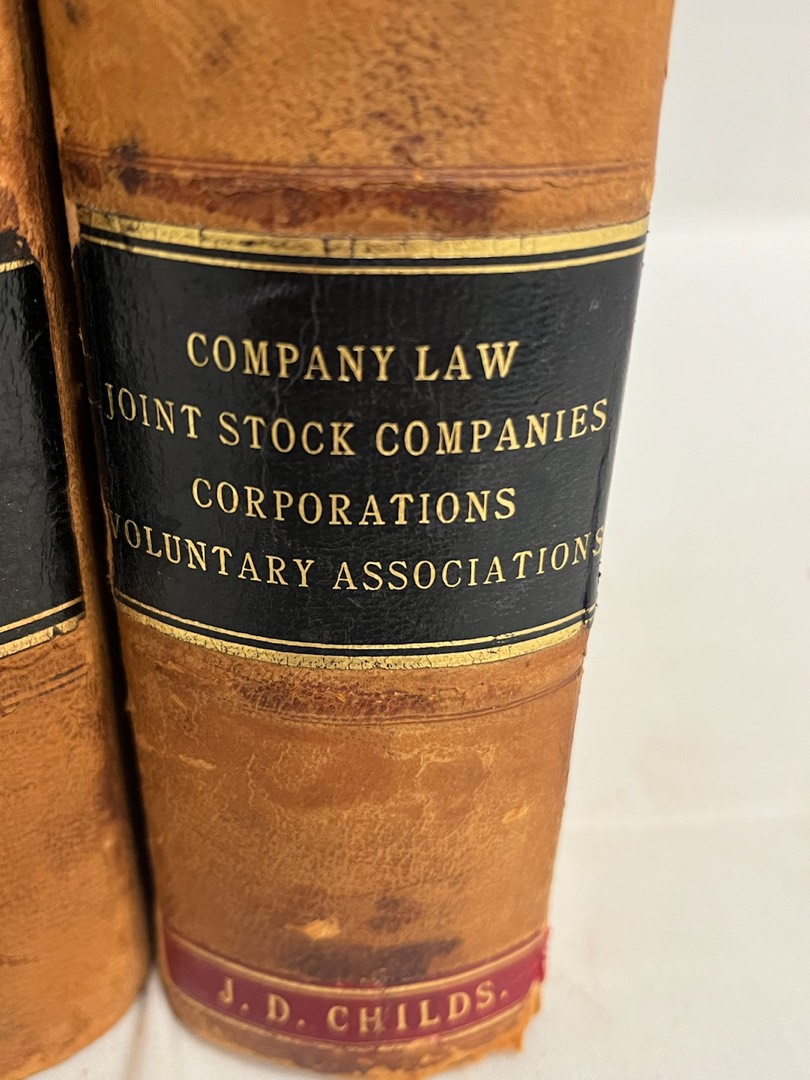 COMPANY LAW
JOINT STOCK COMPANIES
CORPORATIONS
VOLUNTARY ASSOCIATIONS
J. D. CHILDS.